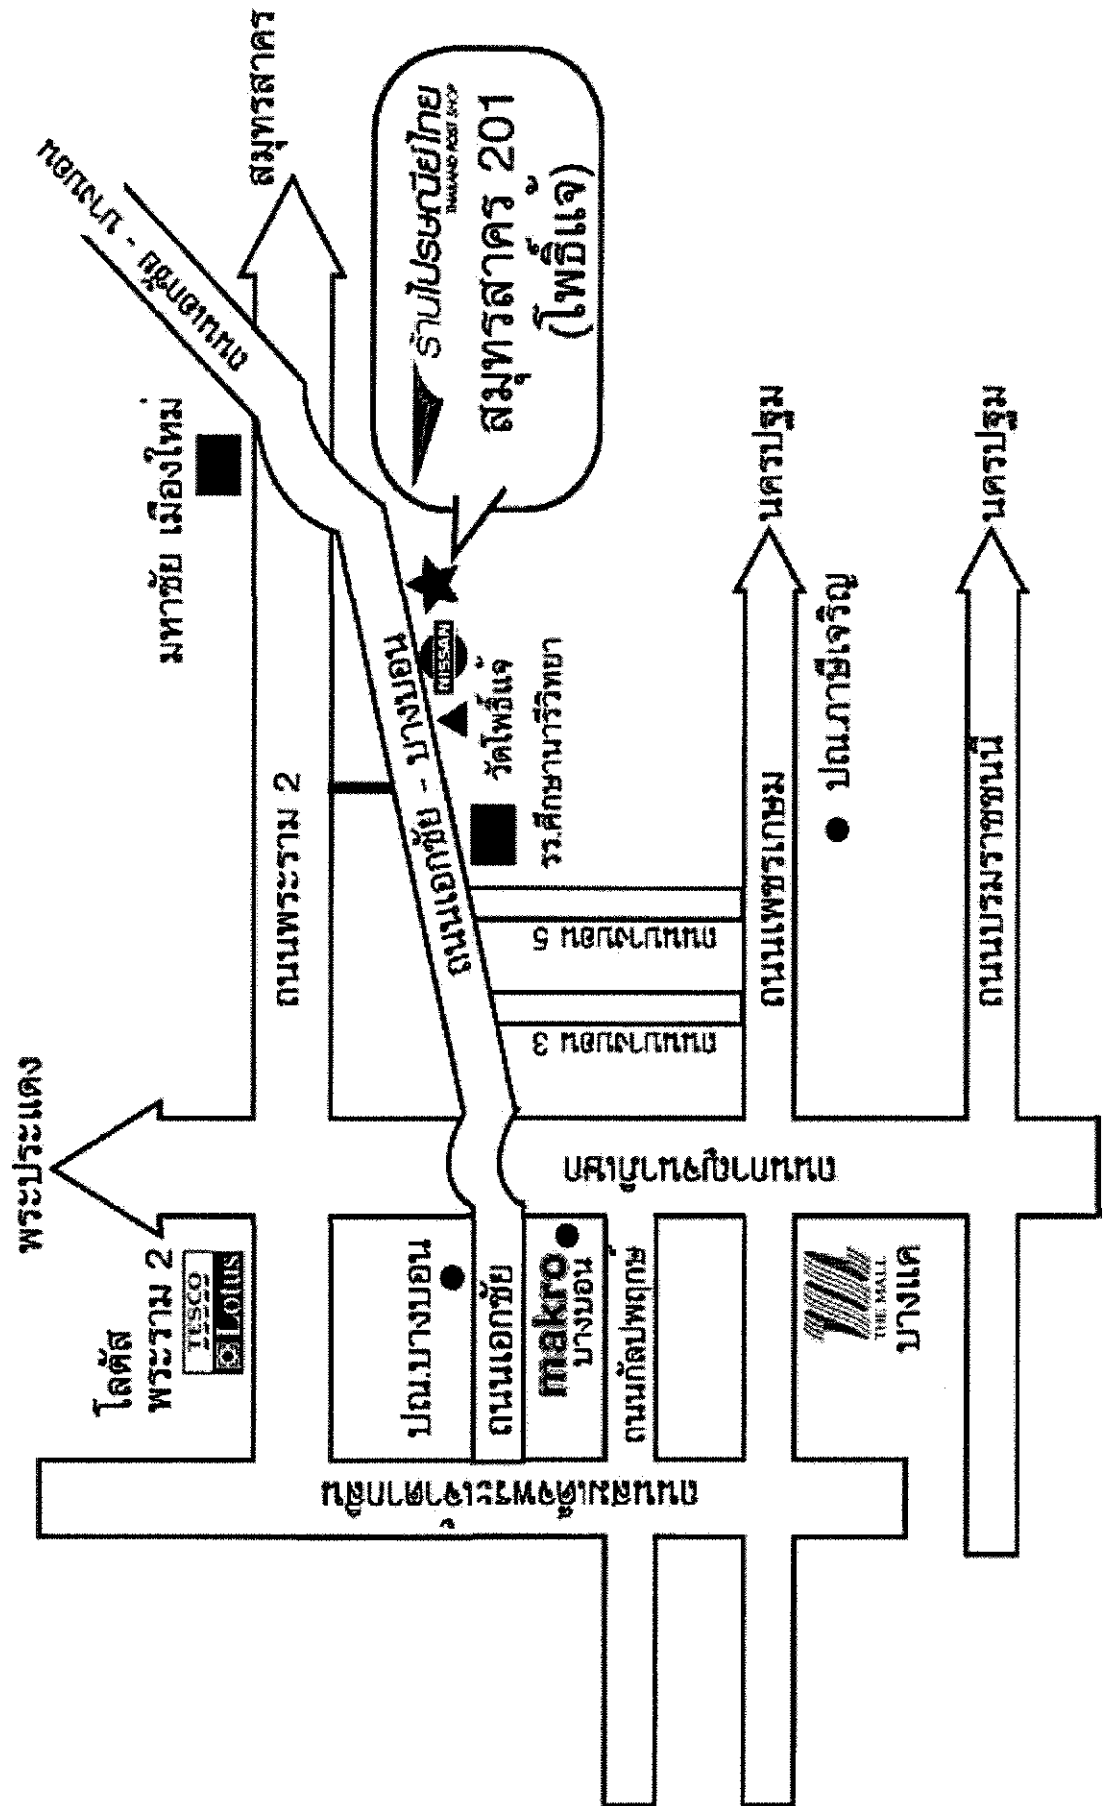 พระประแดง
โลตัส
พระราม 2
TESCO
Lotus
มหาชัย เมืองใหม่
สมุทรสาคร
ถนนพระราม 2
ถนนเอกชัย - บางบอน
ถนนเอกชัย - บางบอน
ร้านไปรษณีย์ไทย
THAILAND POST SHOP
สมุทรสาคร 201
(โพธิ์แจ้)
NISSAN
วัดโพธิ์แจ้
รร.ศึกษานารีวิทยา
ปณ.บางบอน
ถนนเอกชัย
makro
บางบอน
ถนนกัลปพฤกษ์
ถนนบางบอน 3
ถนนบางบอน 5
ถนนสมเด็จพระเจ้าตากสิน
ถนนกาญจนาภิเษก
ถนนเพชรเกษม
นครปฐม
ปณ.ภาษีเจริญ
THE MALL
บางแค
ถนนบรมราชชนนี
นครปฐม